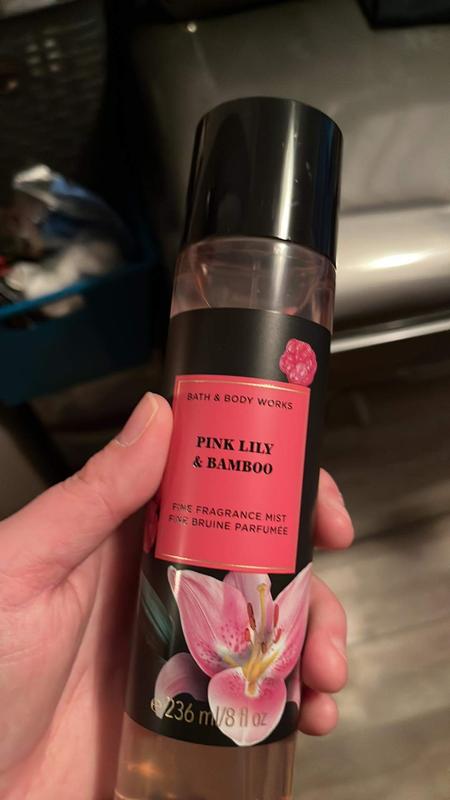 BATH & BODY WORKS
PINK LILY
& BAMBOO
FINE FRAGRANCE MIST
FINE BRUINE PARFUMÉE
℮ 236 ml/8 fl oz